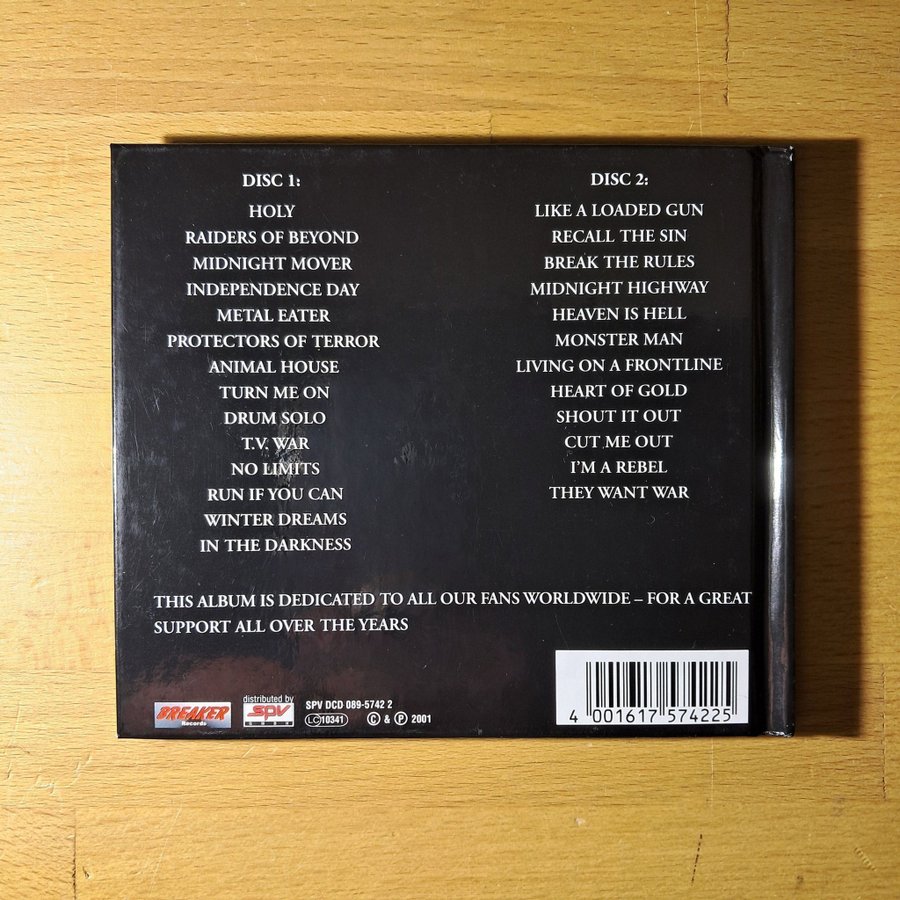 DISC 1:
HOLY
RAIDERS OF BEYOND
MIDNIGHT MOVER
INDEPENDENCE DAY
METAL EATER
PROTECTORS OF TERROR
ANIMAL HOUSE
TURN ME ON
DRUM SOLO
T.V. WAR
NO LIMITS
RUN IF YOU CAN
WINTER DREAMS
IN THE DARKNESS
DISC 2:
LIKE A LOADED GUN
RECALL THE SIN
BREAK THE RULES
MIDNIGHT HIGHWAY
HEAVEN IS HELL
MONSTER MAN
LIVING ON A FRONTLINE
HEART OF GOLD
SHOUT IT OUT
CUT ME OUT
I'M A REBEL
THEY WANT WAR
THIS ALBUM IS DEDICATED TO ALL OUR FANS WORLDWIDE – FOR A GREAT
SUPPORT ALL OVER THE YEARS
BREAKER
Records
distributed by
SPV
SPV DCD 089-5742 2
LC 10341 © & ℗ 2001
4 001617 574225